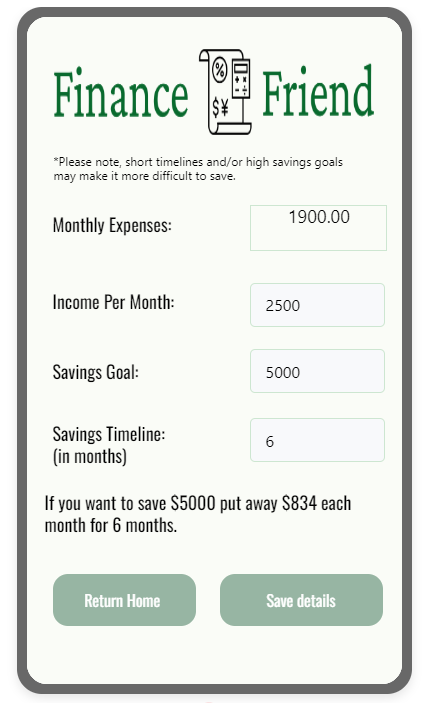 Finance % $¥ Friend
*Please note, short timelines and/or high savings goals
may make it more difficult to save.
Monthly Expenses: 1900.00
Income Per Month: 2500
Savings Goal: 5000
Savings Timeline: 6
(in months)
If you want to save $5000 put away $834 each
month for 6 months.
Return Home Save details